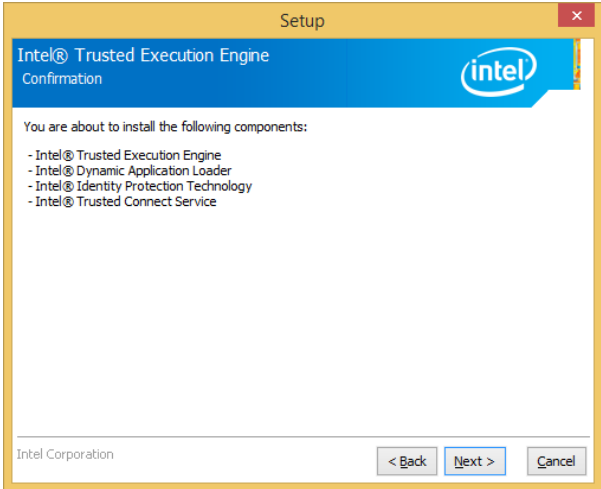 Setup
Intel® Trusted Execution Engine
Confirmation
intel
You are about to install the following components:
- Intel® Trusted Execution Engine
- Intel® Dynamic Application Loader
- Intel® Identity Protection Technology
- Intel® Trusted Connect Service
Intel Corporation
< Back Next > Cancel